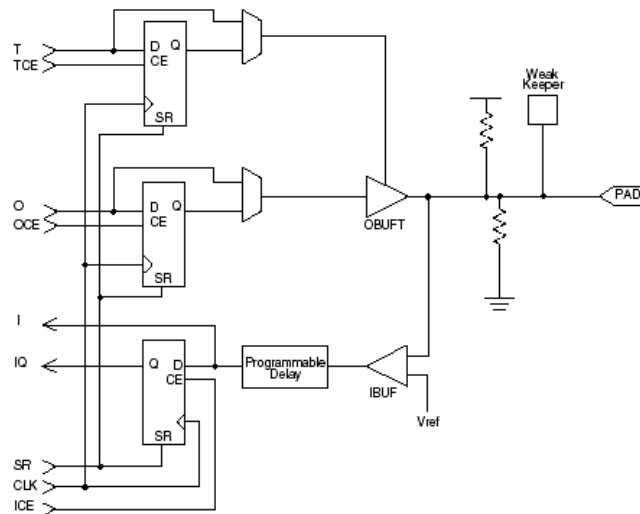 T
TCE
D Q
CE
SR
Weak
Keeper
O
OCE
D Q
CE
SR
OBUFT
PAD
I
IQ
Q D
CE
SR
Programmable
Delay
IBUF
Vref
SR
CLK
ICE